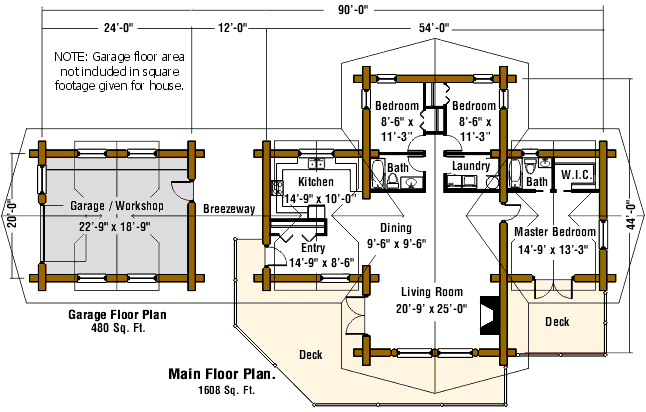 90'-0"
24'-0"
12'-0"
54'-0"
NOTE: Garage floor area
not included in square
footage given for house.
Bedroom
8'-6" x
11'-3"
Bedroom
8'-6" x
11'-3"
Bath
Laundry
Bath
W.I.C.
Kitchen
14'-9" x 10'-0"
Garage / Workshop
22'-9" x 18'-9"
Breezeway
20'-0"
44'-0"
Dining
9'-6" x 9'-6"
Master Bedroom
14'-9' x 13'-3"
Entry
14'-9" x 8'-6"
Living Room
20'-9' x 25'-0"
Garage Floor Plan
480 Sq. Ft.
Deck
Deck
Main Floor Plan.
1608 Sq. Ft.